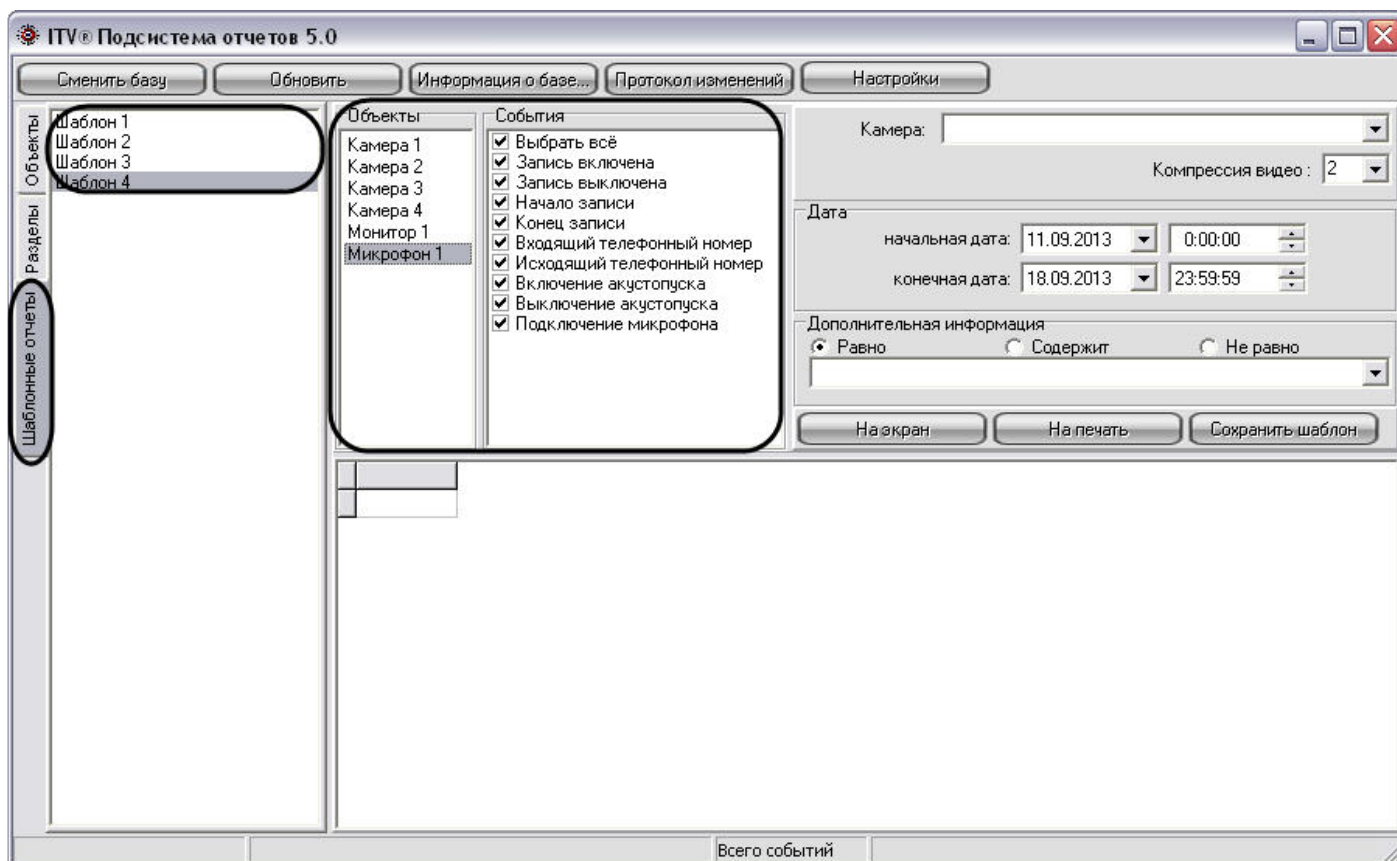 ITV® Подсистема отчетов 5.0
Сменить базу
Обновить
Информация о базе...
Протокол изменений
Настройки
Объекты
Разделы
Шаблонные отчеты
Шаблон 1
Шаблон 2
Шаблон 3
Шаблон 4
Объекты
Камера 1
Камера 2
Камера 3
Камера 4
Монитор 1
Микрофон 1
События
Выбрать всё
Запись включена
Запись выключена
Начало записи
Конец записи
Входящий телефонный номер
Исходящий телефонный номер
Включение акустопуска
Выключение акустопуска
Подключение микрофона
Камера:
Компрессия видео : 2
Дата
начальная дата: 11.09.2013 0:00:00
конечная дата: 18.09.2013 23:59:59
Дополнительная информация
Равно Содержит Не равно
На экран
На печать
Сохранить шаблон
Всего событий